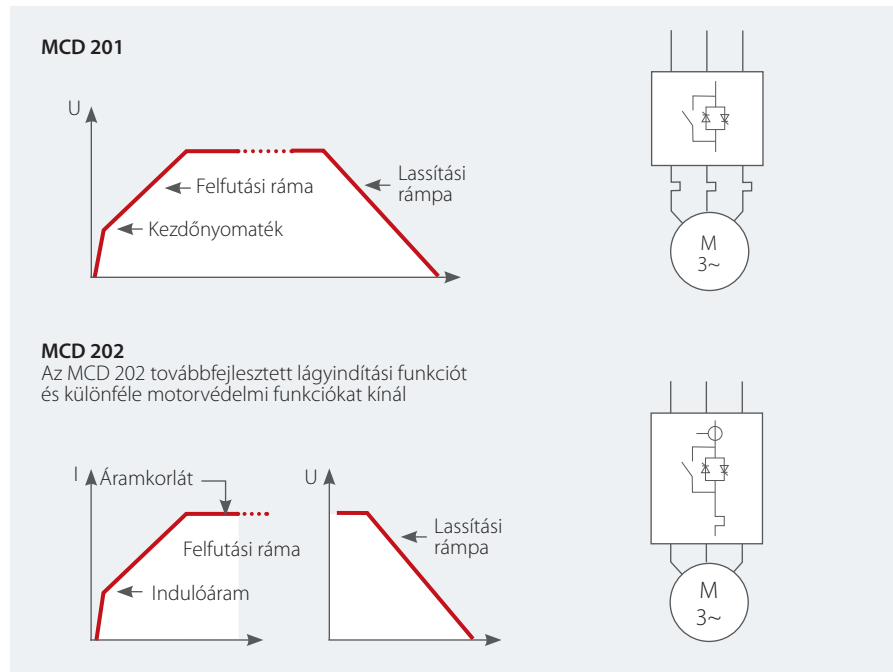 MCD 201
U
Felfutási ráma
Kezdőnyomaték
Lassítási
rámpa
M
3~
MCD 202
Az MCD 202 továbbfejlesztett lágyindítási funkciót
és különféle motorvédelmi funkciókat kínál
I
Áramkorlát
Felfutási ráma
Indulóáram
U
Lassítási
rámpa
M
3~